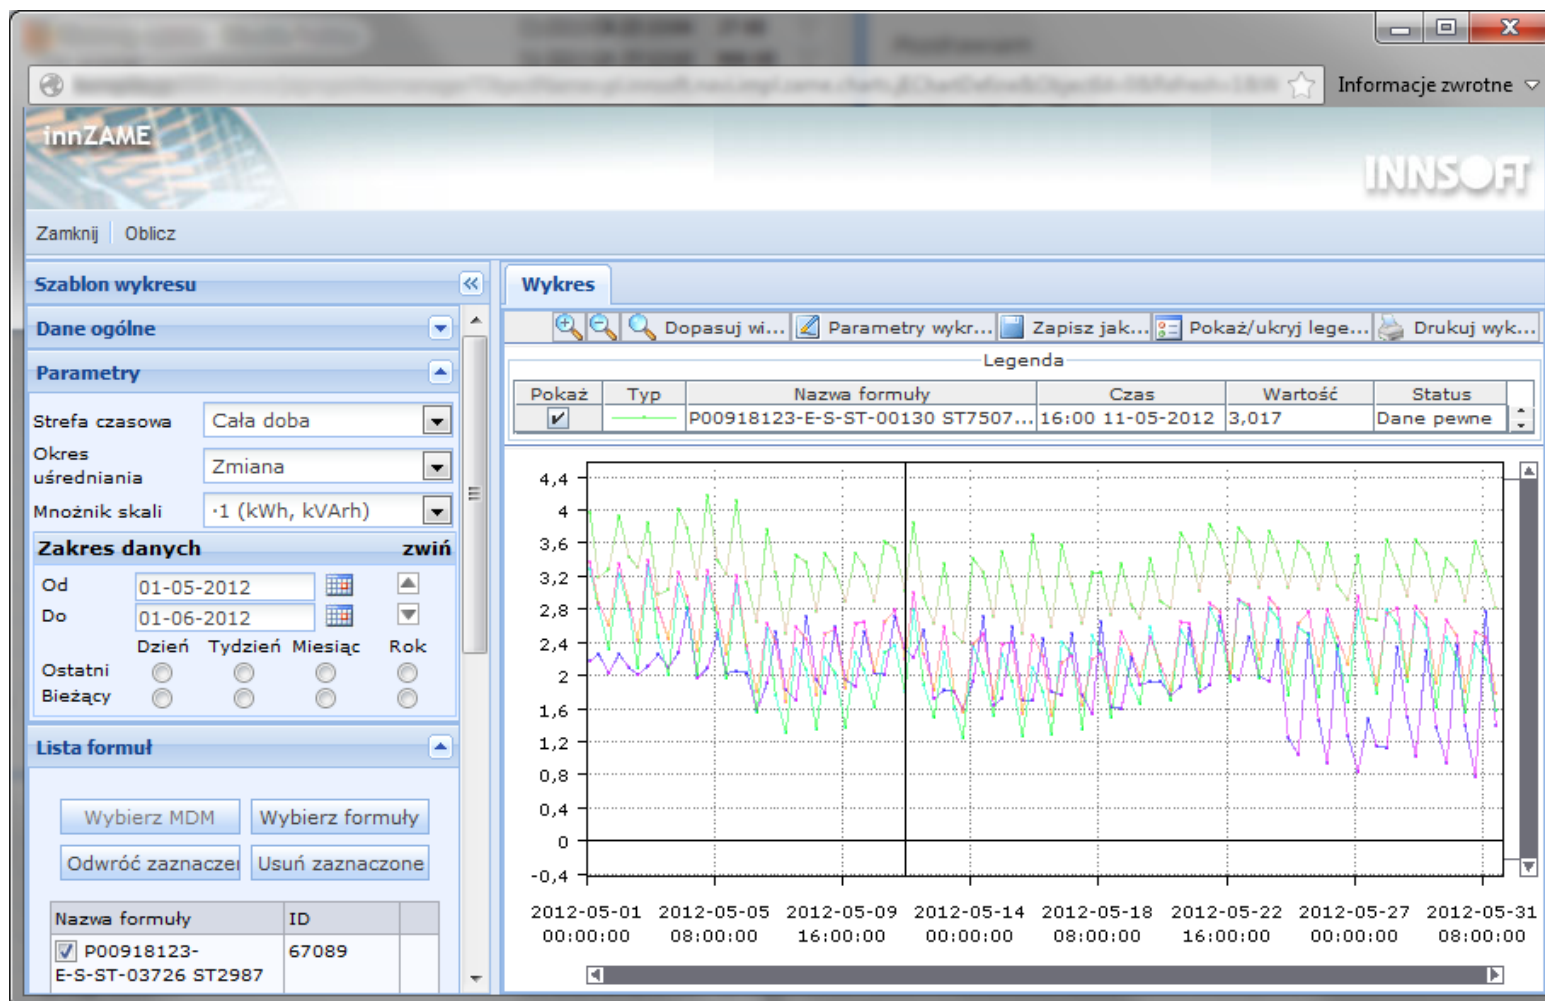 Informacje zwrotne
innZAME
INNSOFT
Zamknij Oblicz
Szablon wykresu
Dane ogólne
Parametry
Strefa czasowa Cała doba
Okres
uśredniania Zmiana
Mnożnik skali ·1 (kWh, kVArh)
Zakres danych zwiń
Od 01-05-2012
Do 01-06-2012
Dzień Tydzień Miesiąc Rok
Ostatni
Bieżący
Lista formuł
Wybierz MDM Wybierz formuły
Odwróć zaznaczei Usuń zaznaczone
Nazwa formuły ID
P00918123- 67089
E-S-ST-03726 ST2987
Wykres
Dopasuj wi... Parametry wykr... Zapisz jak... Pokaż/ukryj lege... Drukuj wyk...
Legenda
Pokaż Typ Nazwa formuły Czas Wartość Status
P00918123-E-S-ST-00130 ST7507... 16:00 11-05-2012 3,017 Dane pewne
4,4
4
3,6
3,2
2,8
2,4
2
1,6
1,2
0,8
0,4
0
-0,4
2012-05-01 2012-05-05 2012-05-09 2012-05-14 2012-05-18 2012-05-22 2012-05-27 2012-05-31
00:00:00 08:00:00 16:00:00 00:00:00 08:00:00 16:00:00 00:00:00 08:00:00